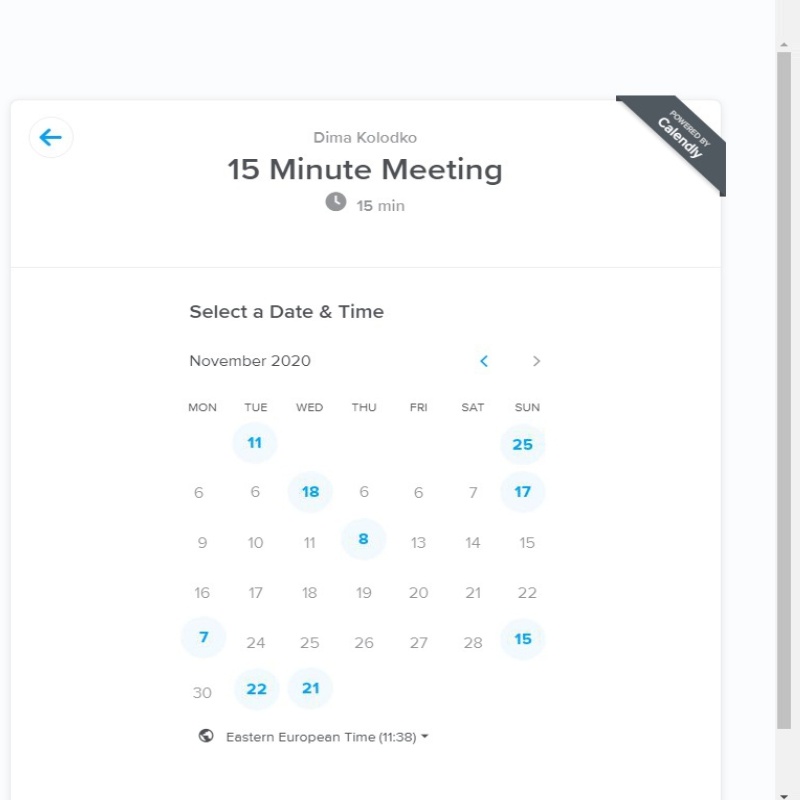 POWERED BY
Calendly
Dima Kolodko
15 Minute Meeting
15 min
Select a Date & Time
November 2020
MON TUE WED THU FRI SAT SUN
11 25
6 6 18 6 6 7 17
9 10 11 8 13 14 15
16 17 18 19 20 21 22
7 24 25 26 27 28 15
30 22 21
Eastern European Time (11:38)